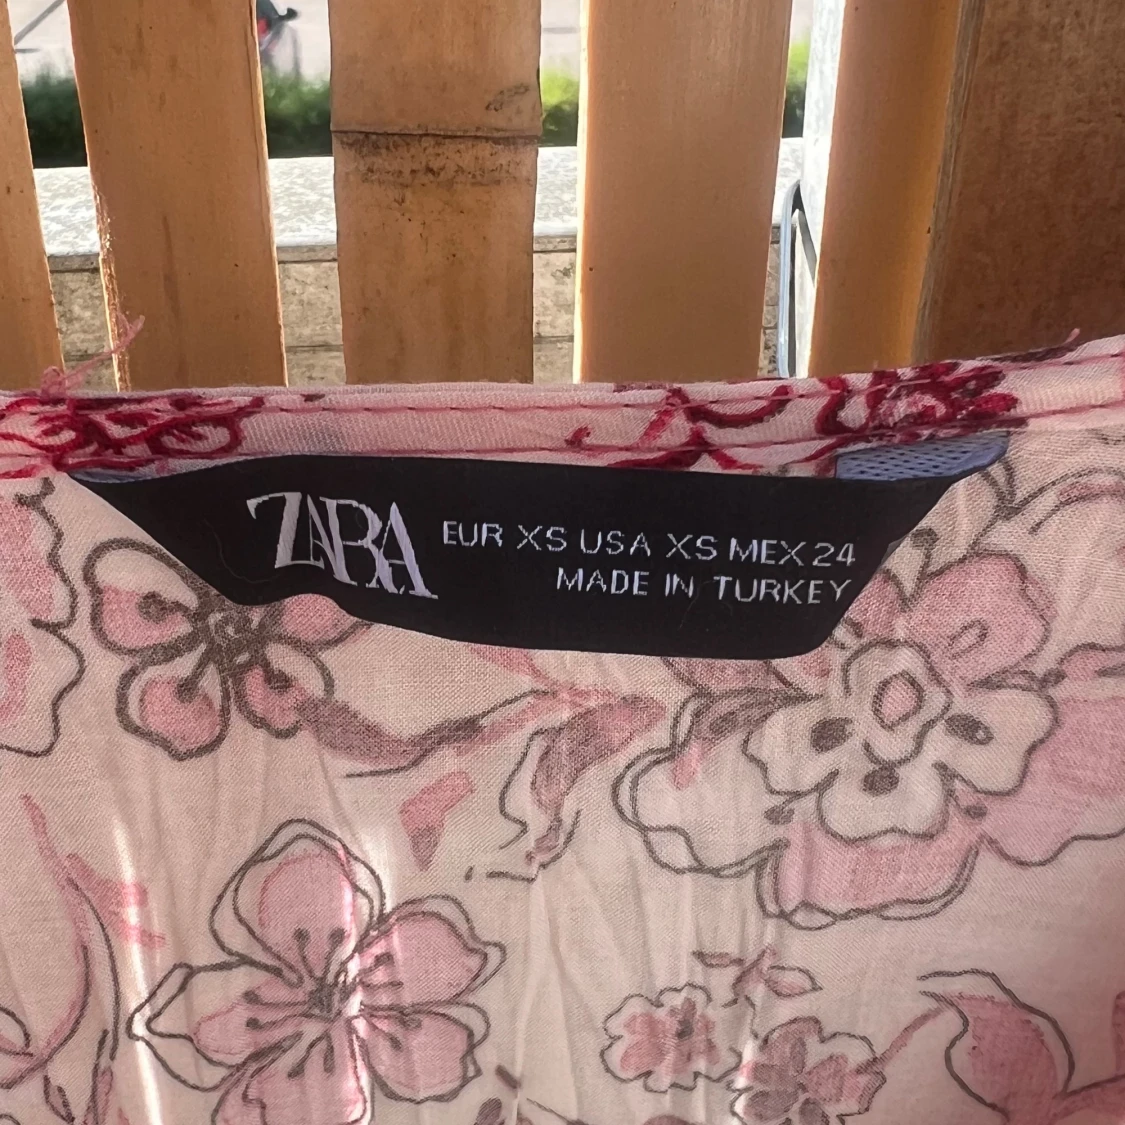 ZARA
EUR XS USA XS MEX 24
MADE IN TURKEY